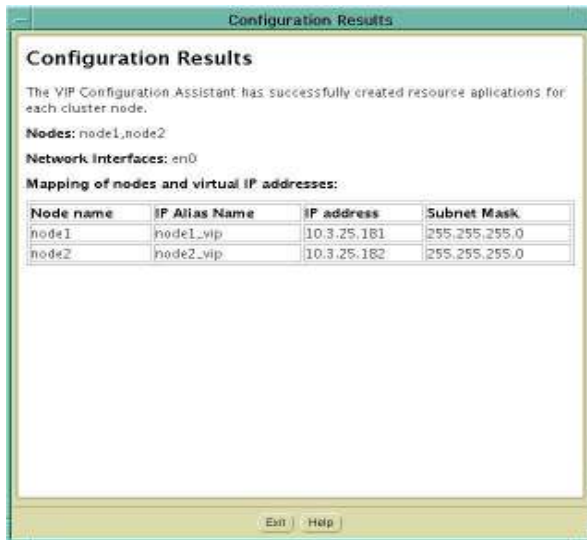 Configuration Results
Configuration Results
The VIP Configuration Assistant has successfully created resource aplications for
each cluster node.
Nodes: node1,node2
Network Interfaces: en0
Mapping of nodes and virtual IP addresses:
Node name IP Alias Name IP address Subnet Mask
node1 node1_vip 10.3.25.181 255.255.255.0
node2 node2_vip 10.3.25.182 255.255.255.0
Exit Help